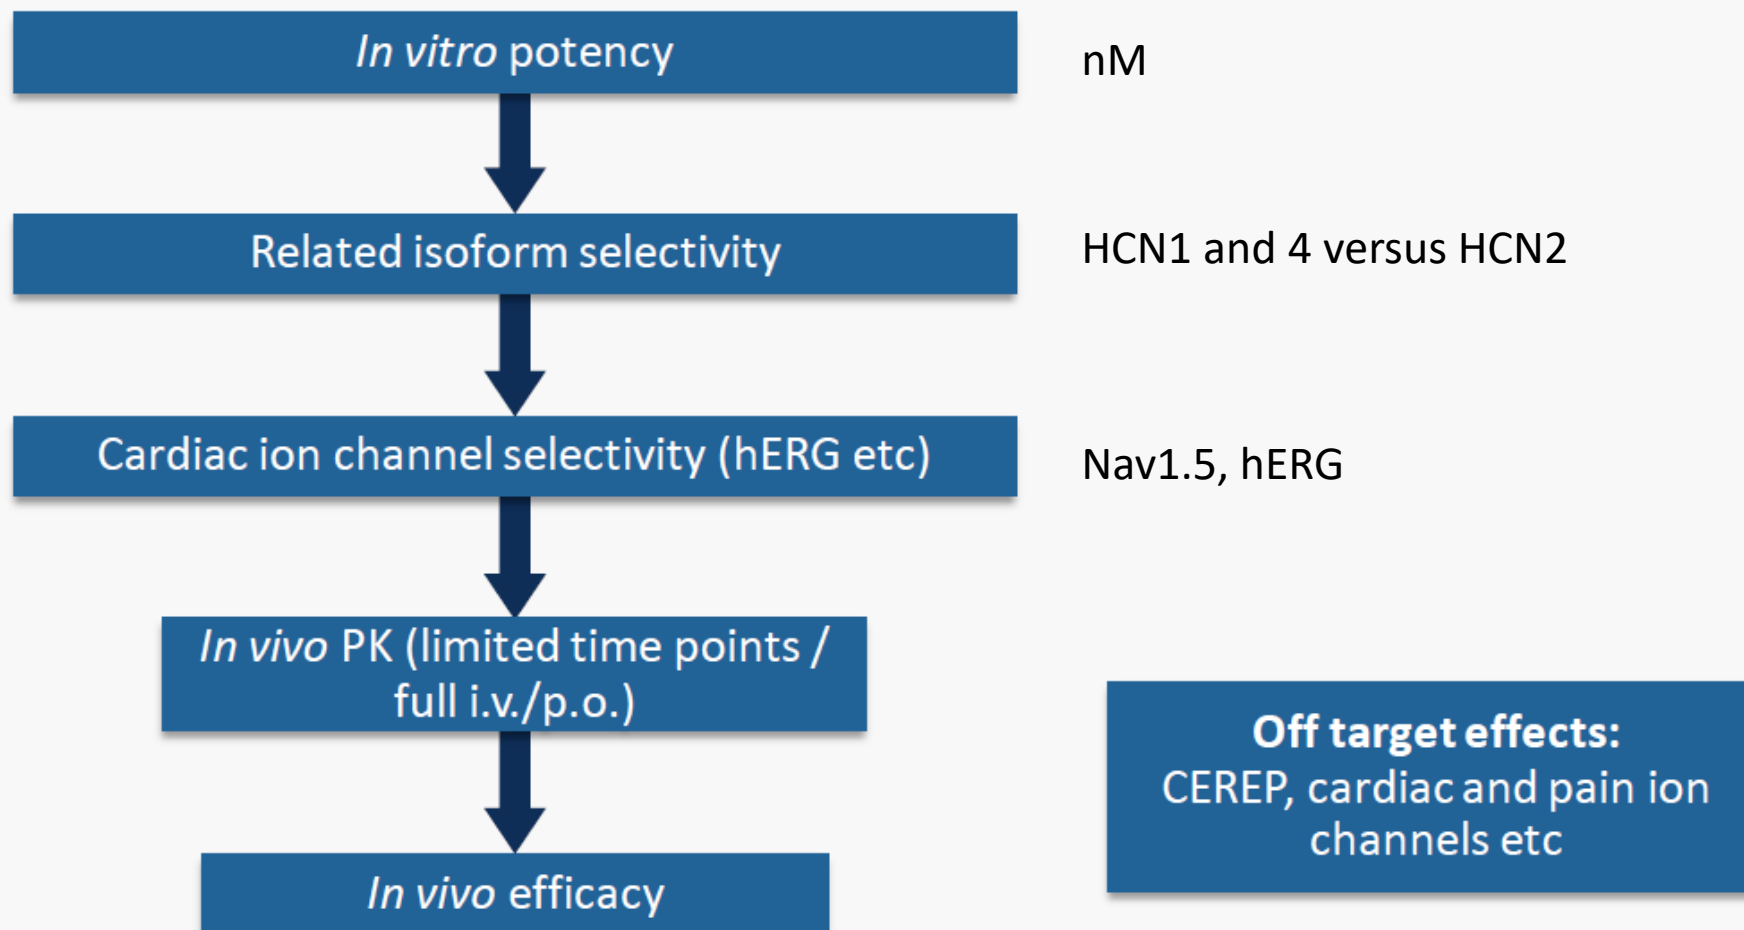 In vitro potency
nM
Related isoform selectivity
HCN1 and 4 versus HCN2
Cardiac ion channel selectivity (hERG etc)
Nav1.5, hERG
In vivo PK (limited time points /
full i.v./p.o.)
Off target effects:
CEREP, cardiac and pain ion
channels etc
In vivo efficacy